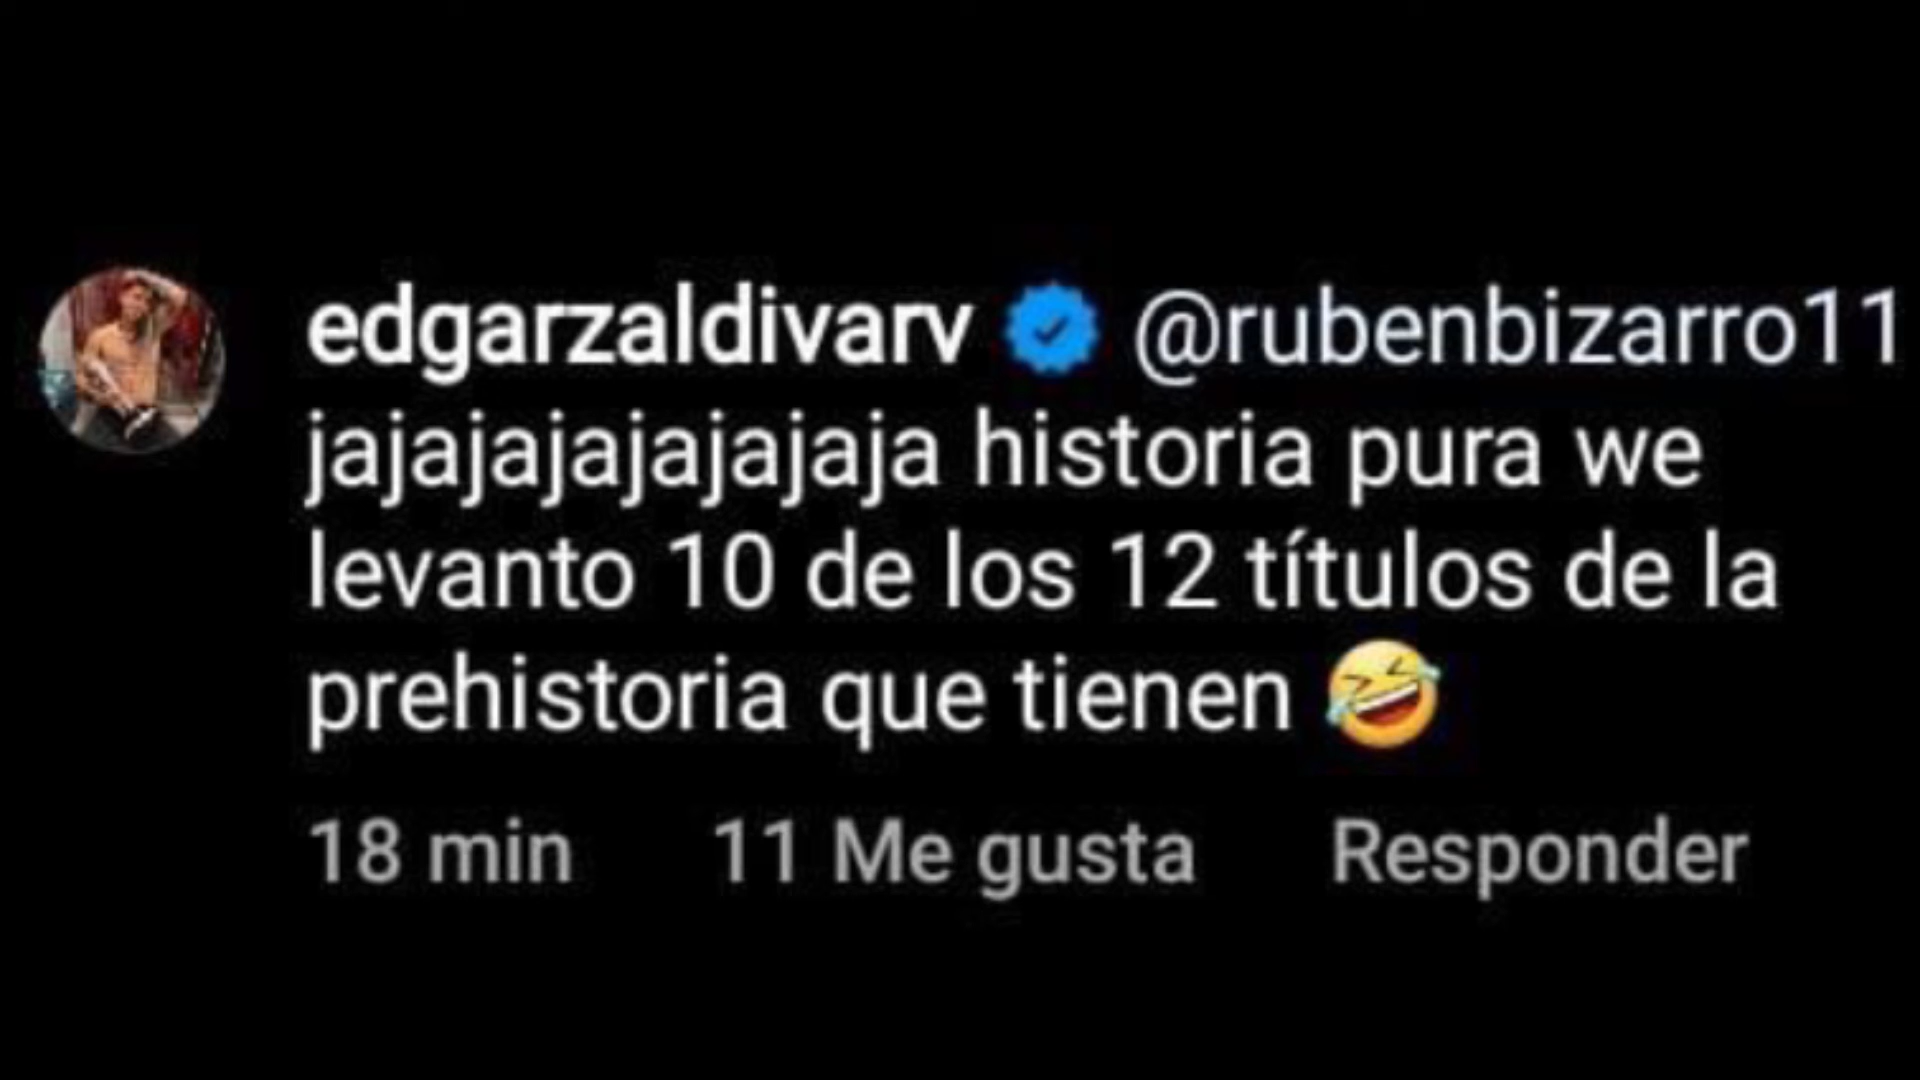 edgarzaldivarv @rubenbizarro11
jajajajajajajaja historia pura we
levanto 10 de los 12 títulos de la
prehistoria que tienen 🤣
18 min 11 Me gusta Responder